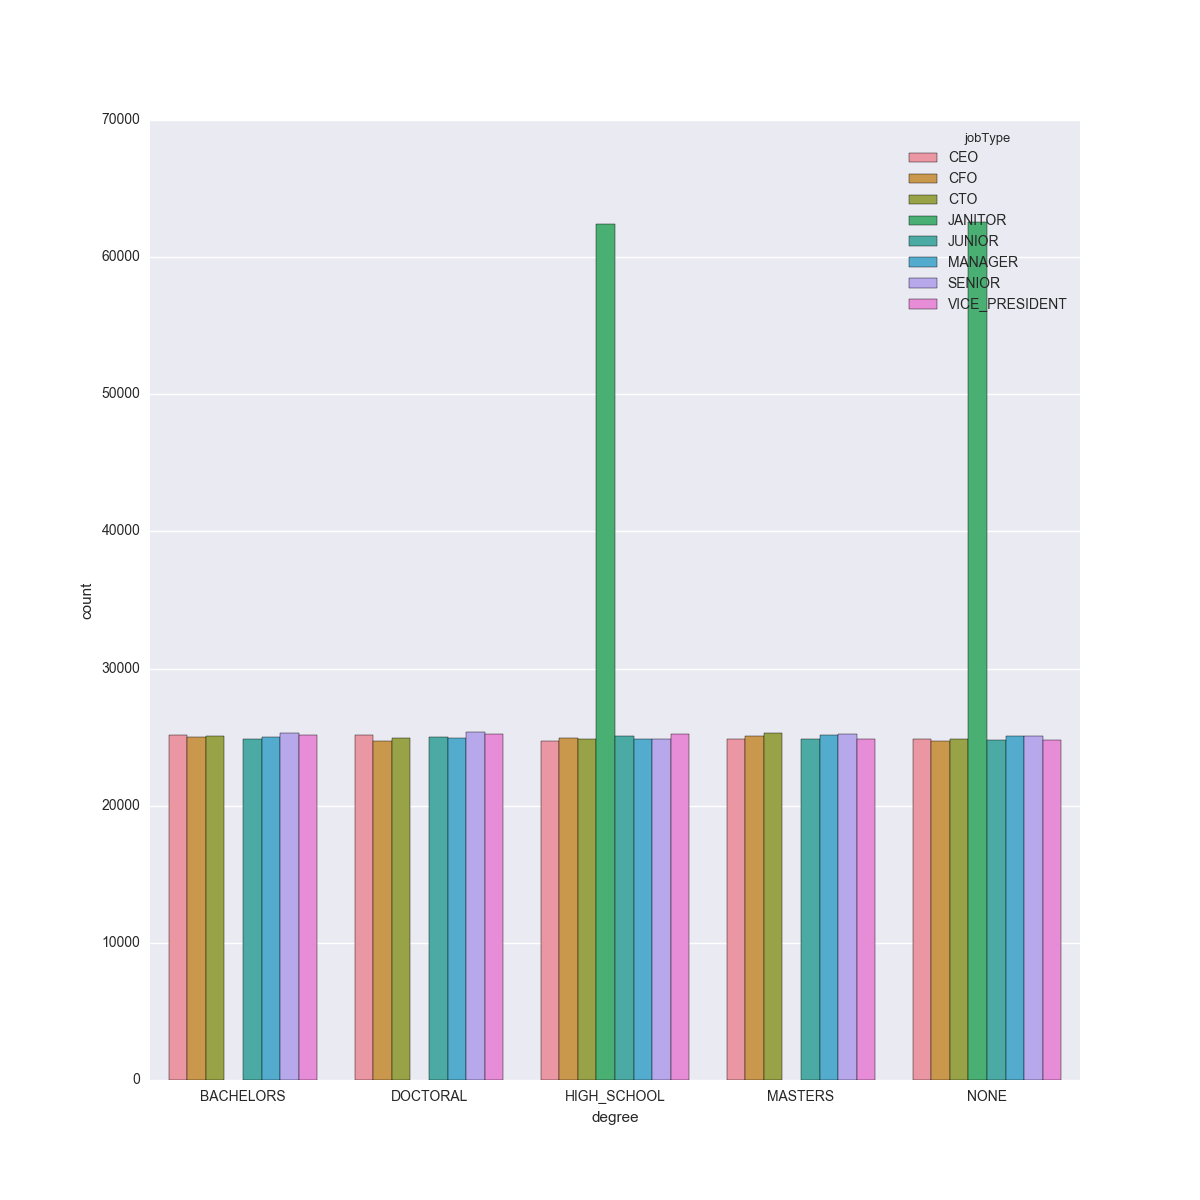 70000
60000
50000
40000
30000
20000
10000
0
count
jobType
CEO
CFO
CTO
JANITOR
JUNIOR
MANAGER
SENIOR
VICE_PRESIDENT
BACHELORS DOCTORAL HIGH_SCHOOL MASTERS NONE
degree